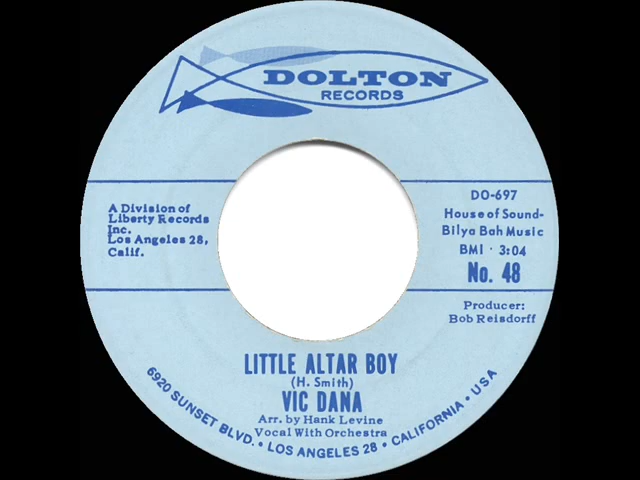 DOLTON
RECORDS
A Division of
Liberty Records
Inc.
Los Angeles 28,
Calif.
DO-697
House of Sound-
Bilya Bah Music
BMI · 3:04
No. 48
Producer:
Bob Reisdorff
LITTLE ALTAR BOY
(H. Smith)
VIC DANA
Arr. by Hank Levine
Vocal With Orchestra
6920 SUNSET BLVD. • LOS ANGELES 28 • CALIFORNIA • USA